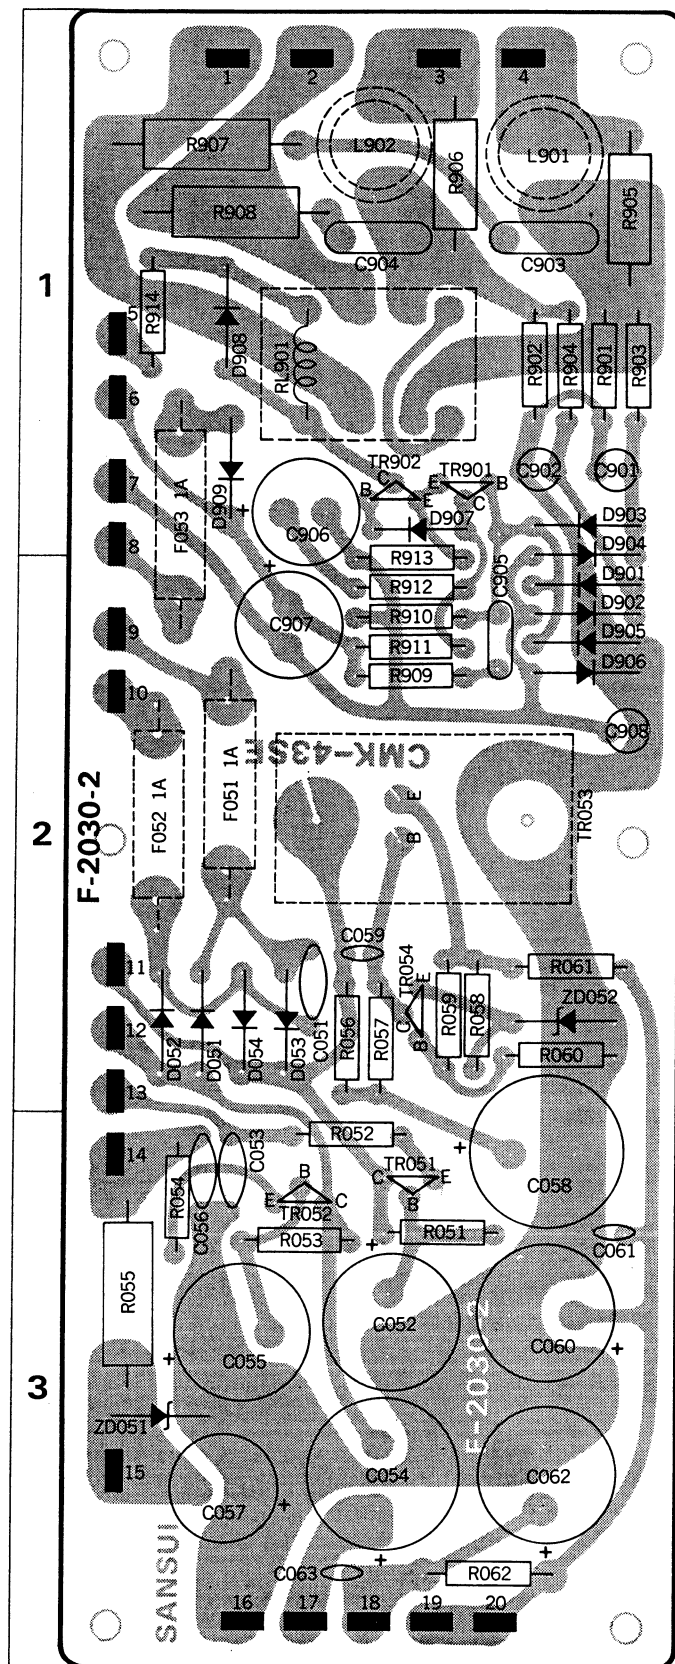 1 2 3 4
R907
L902
R906
L901
R905
R908
C904
C903
1
5
R914
D908
RL901
R902
R904
R901
R903
6
TR902
C
B
E
TR901
E
B
C
C902
C901
7
F053 1A
D909
+
C906
D907
D903
D904
8
R913
C905
+
R912
D901
9
C907
R910
D902
R911
D905
10
R909
D906
C908
CMK-43SF
F-2030-2
2
F052 1A
F051 1A
E
B
TR053
11
C059
TR054
E
C
B
R061
ZD052
C051
R056
R057
R059
R058
12
D052
D051
D054
D053
R060
13
14
R052
+
C058
R054
C056
C053
B
E
C
TR052
TR051
C
E
B
R053
+
R051
C061
R055
C055
C052
C060
+
+
F-2030-2
3
ZD051
15
C057
+
C054
C062
SANSUI
+
+
C063
R062
16 17 18 19 20